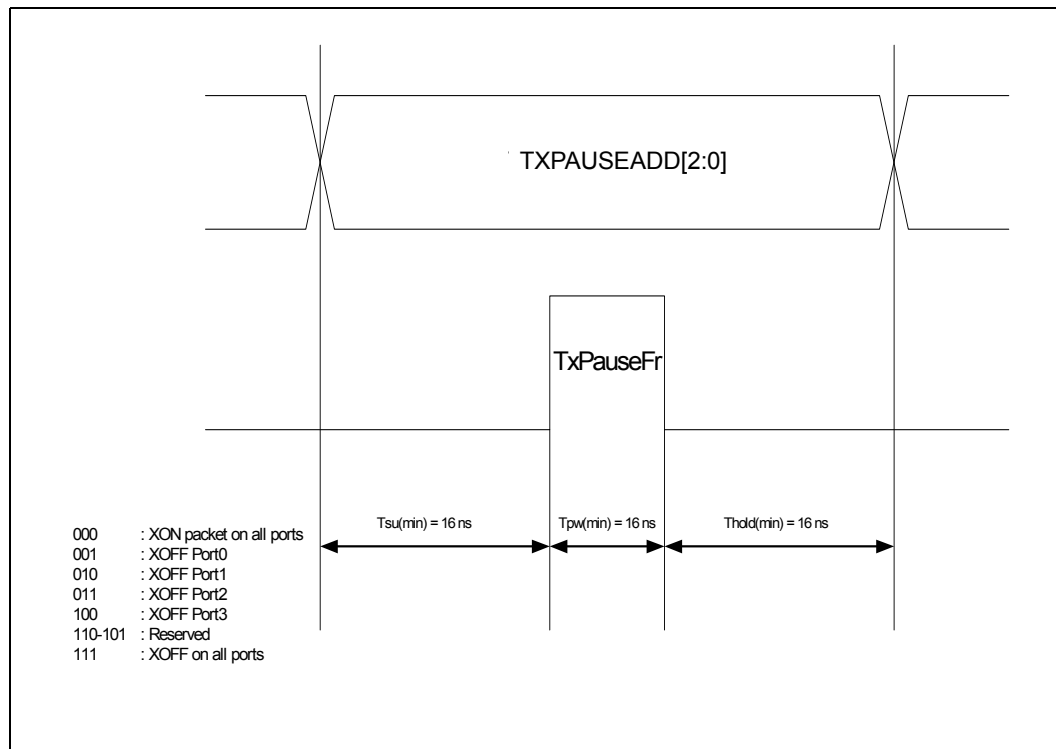 TXPAUSEADD[2:0]
TxPauseFr
Tsu(min) = 16 ns
Tpw(min) = 16 ns
Thold(min) = 16 ns
000 : XON packet on all ports
001 : XOFF Port0
010 : XOFF Port1
011 : XOFF Port2
100 : XOFF Port3
110-101 : Reserved
111 : XOFF on all ports